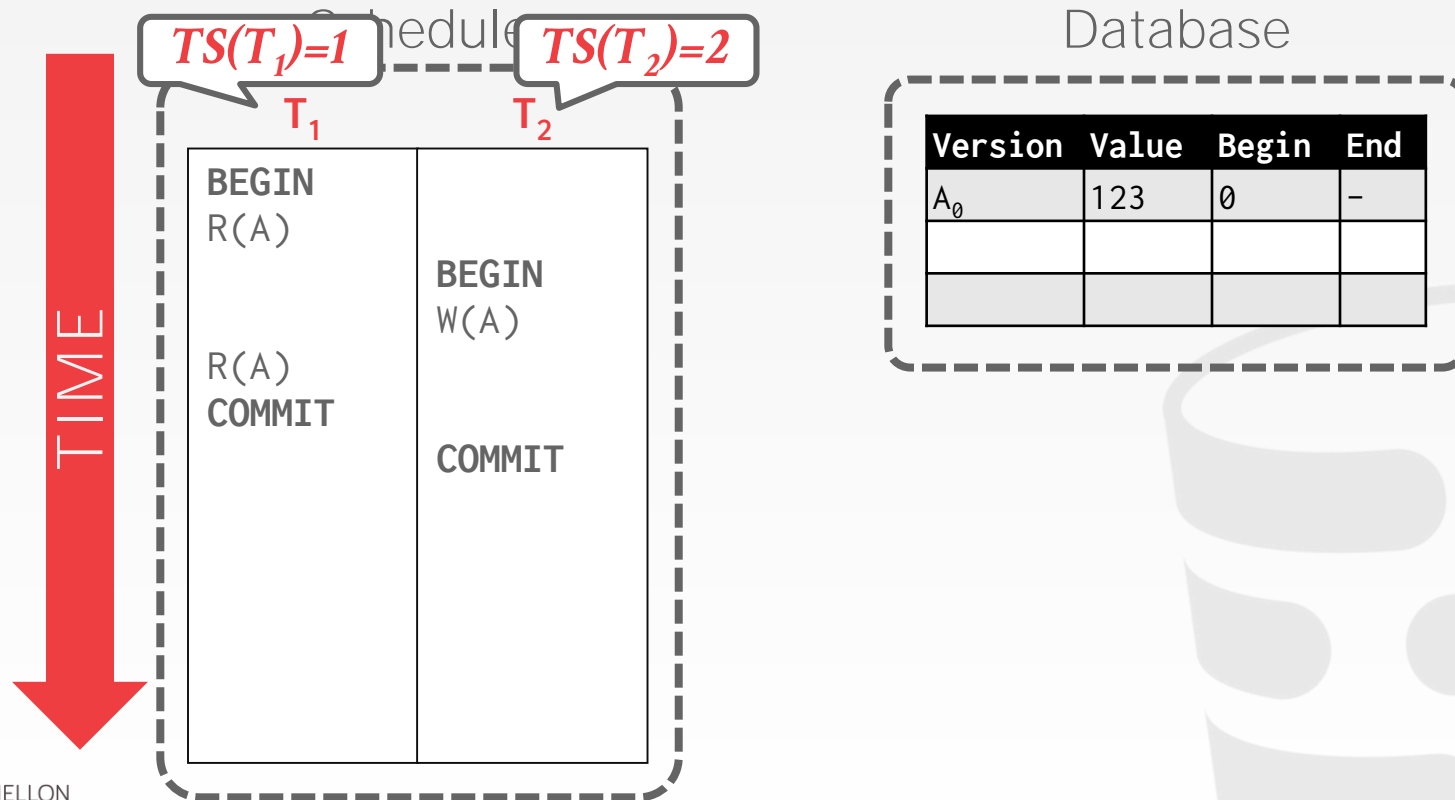 Schedule
TS(T₁)=1
TS(T₂)=2
T₁
T₂
BEGIN
R(A)
BEGIN
W(A)
R(A)
COMMIT
COMMIT
TIME
Database
Version Value Begin End
A₀ 123 0 –